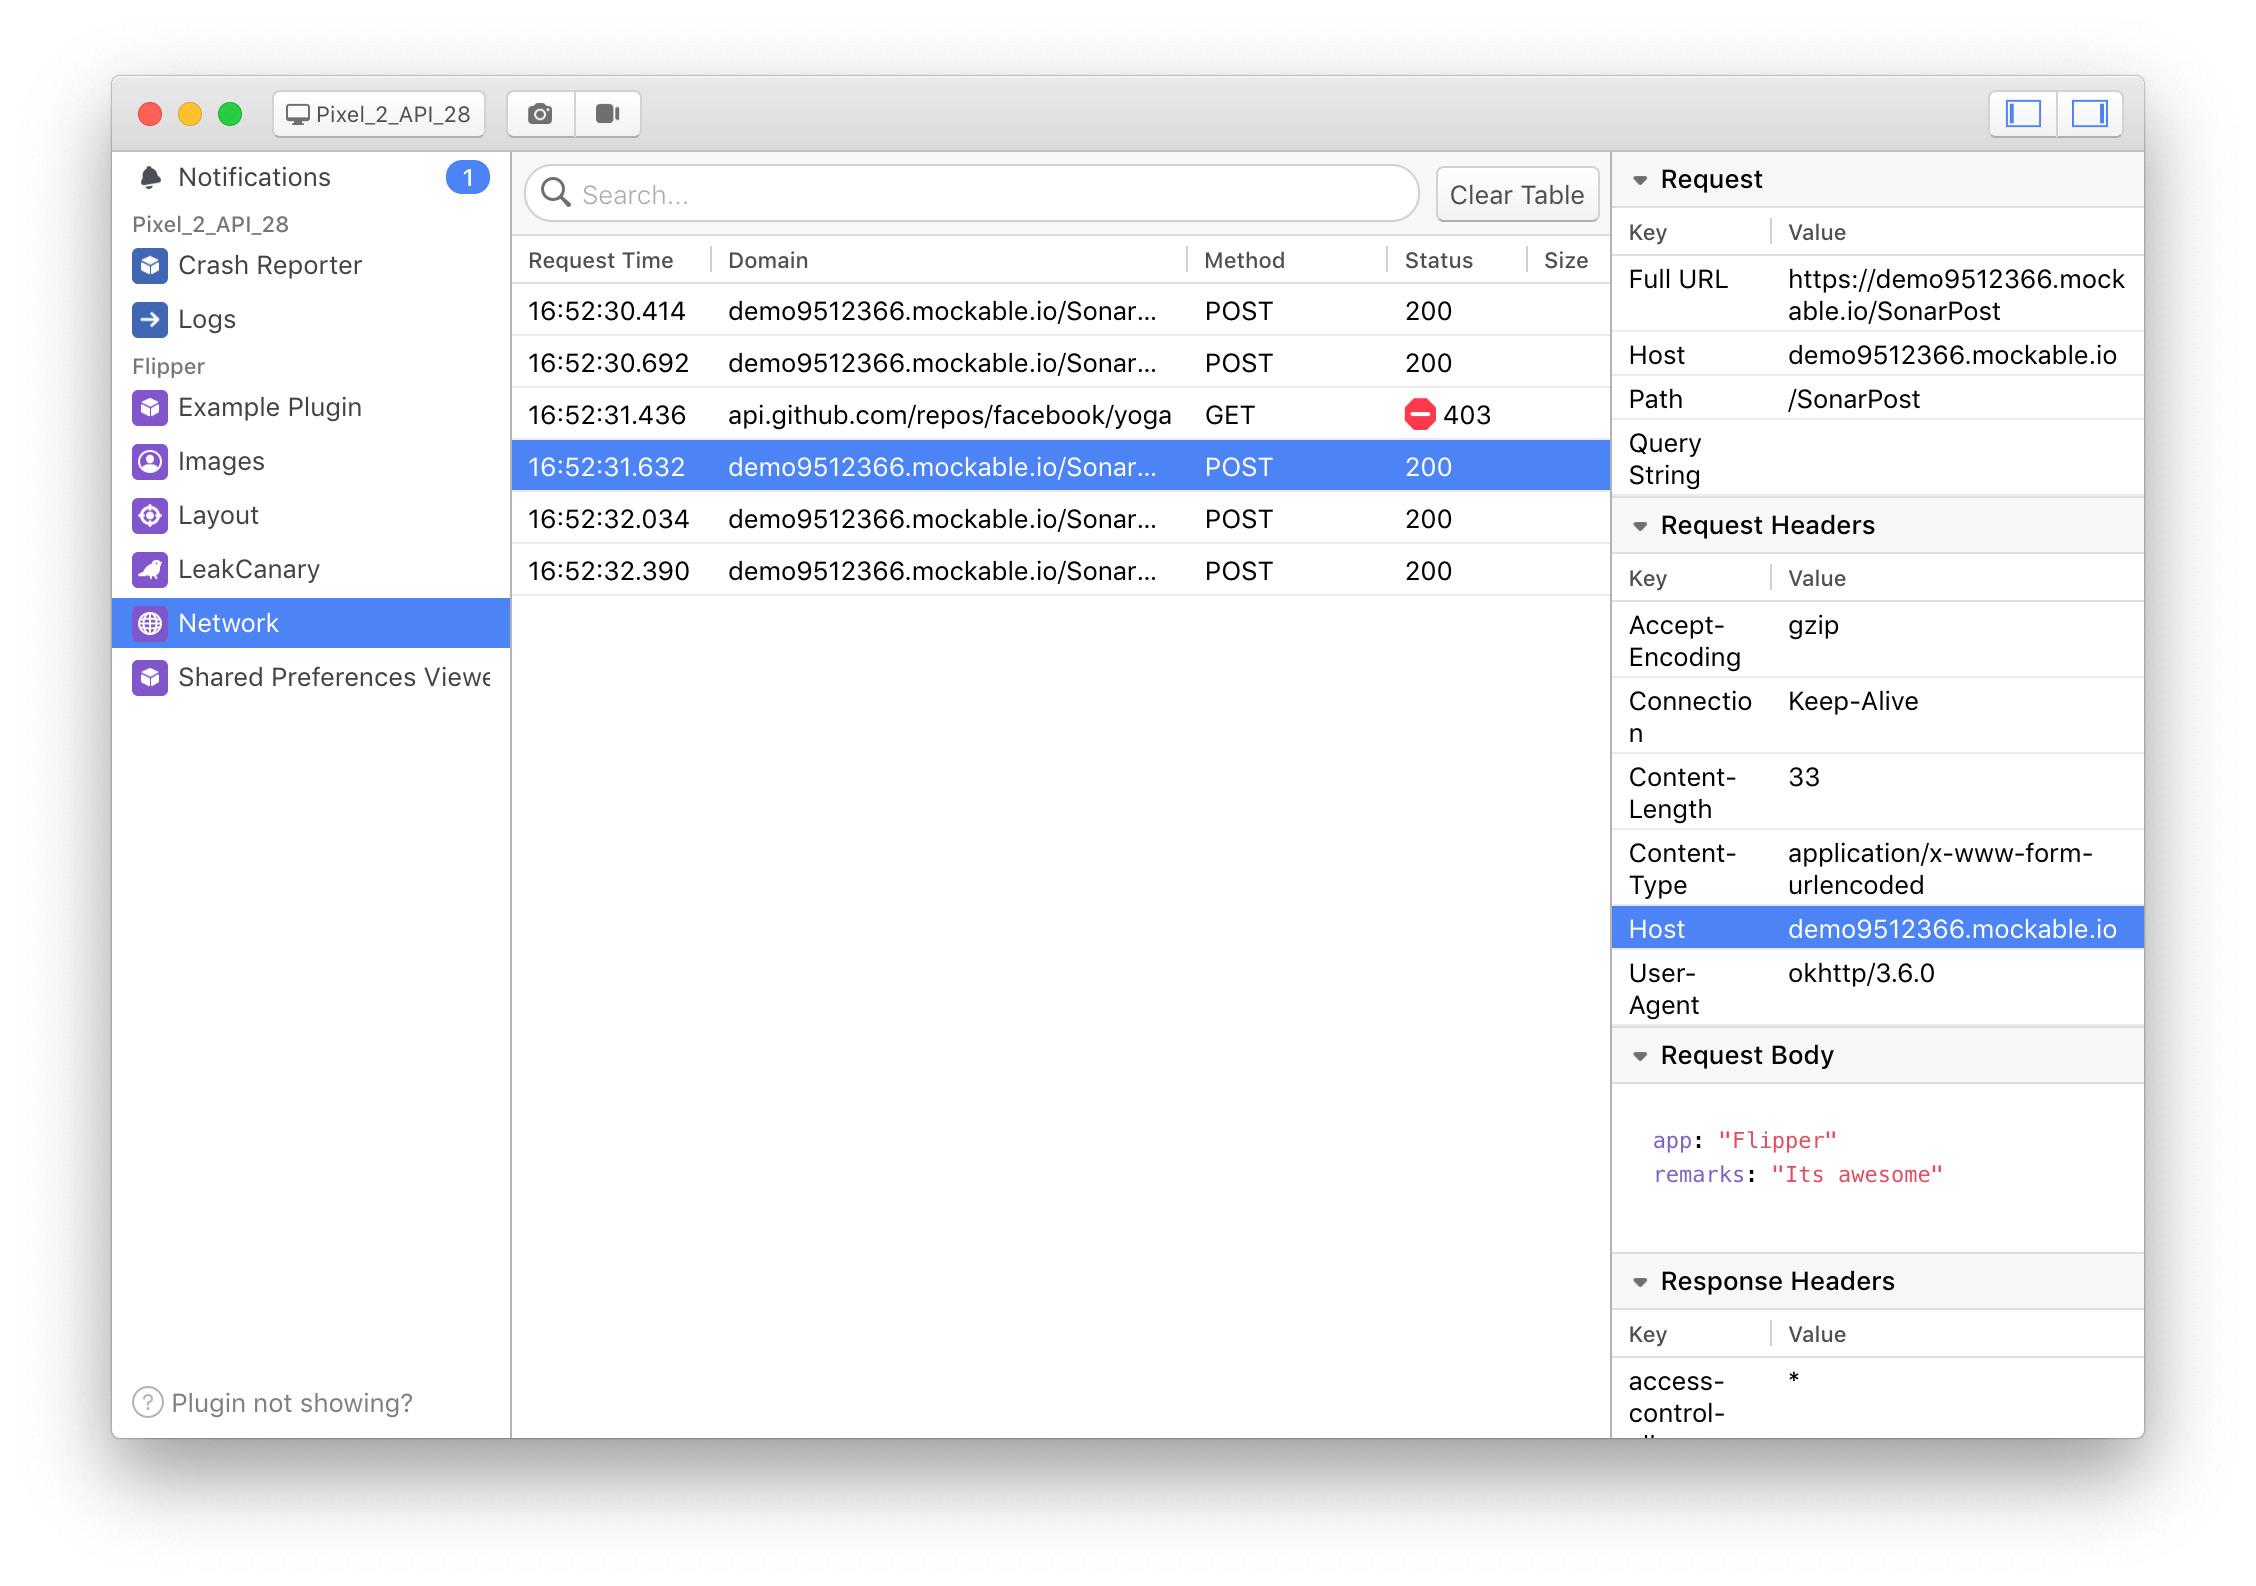 Pixel_2_API_28
Notifications 1
Pixel_2_API_28
Crash Reporter
Logs
Flipper
Example Plugin
Images
Layout
LeakCanary
Network
Shared Preferences Viewe
? Plugin not showing?
Search...
Clear Table
Request Time Domain Method Status Size
16:52:30.414 demo9512366.mockable.io/Sonar... POST 200
16:52:30.692 demo9512366.mockable.io/Sonar... POST 200
16:52:31.436 api.github.com/repos/facebook/yoga GET 403
16:52:31.632 demo9512366.mockable.io/Sonar... POST 200
16:52:32.034 demo9512366.mockable.io/Sonar... POST 200
16:52:32.390 demo9512366.mockable.io/Sonar... POST 200
Request
Key Value
Full URL https://demo9512366.mock
able.io/SonarPost
Host demo9512366.mockable.io
Path /SonarPost
Query
String
Request Headers
Key Value
Accept- gzip
Encoding
Connectio Keep-Alive
n
Content- 33
Length
Content- application/x-www-form-
Type urlencoded
Host demo9512366.mockable.io
User- okhttp/3.6.0
Agent
Request Body
app: "Flipper"
remarks: "Its awesome"
Response Headers
Key Value
access- *
control-